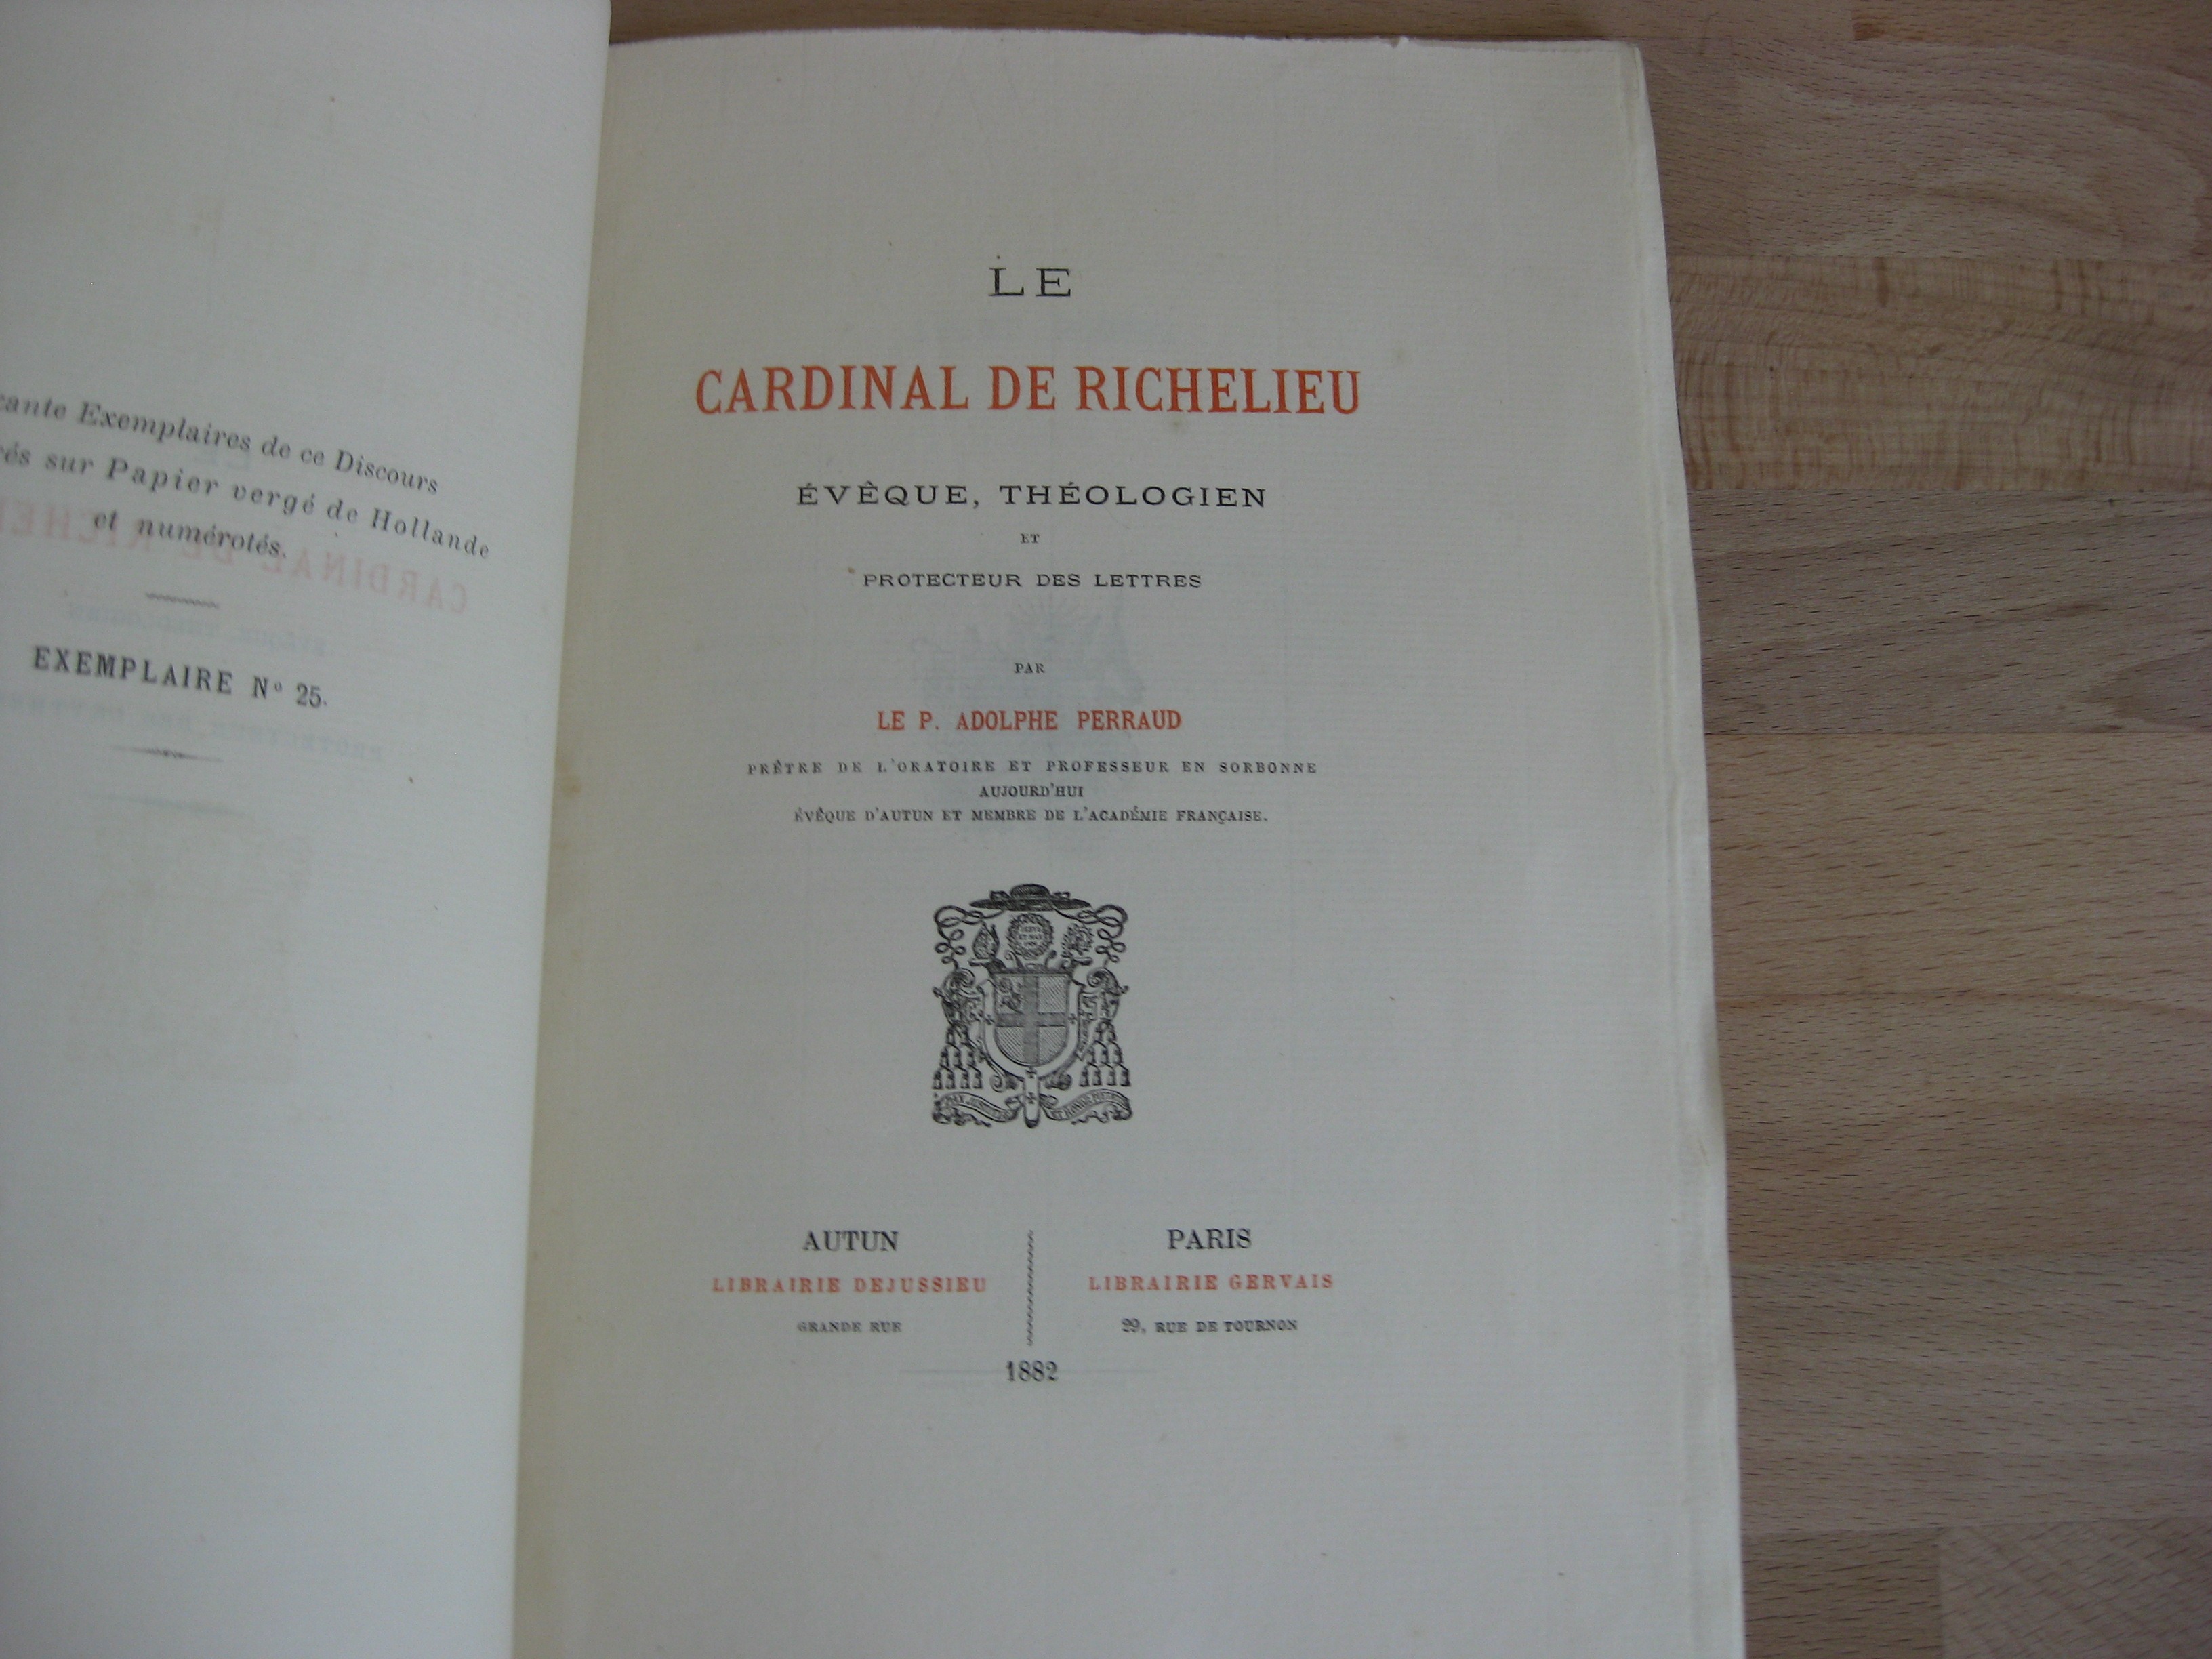 Exemplaires de ce Discours
sur Papier vergé de Hollande
et numérotés.
EXEMPLAIRE No 25.
LE
CARDINAL DE RICHELIEU
ÉVÊQUE, THÉOLOGIEN
ET
PROTECTEUR DES LETTRES
PAR
LE P. ADOLPHE PERRAUD
PRÊTRE DE L'ORATOIRE ET PROFESSEUR EN SORBONNE
AUJOURD'HUI
ÉVÊQUE D'AUTUN ET MEMBRE DE L'ACADÉMIE FRANÇAISE.
AUTUN
LIBRAIRIE DEJUSSIEU
GRANDE RUE
PARIS
LIBRAIRIE GERVAIS
29, RUE DE TOURNON
1882